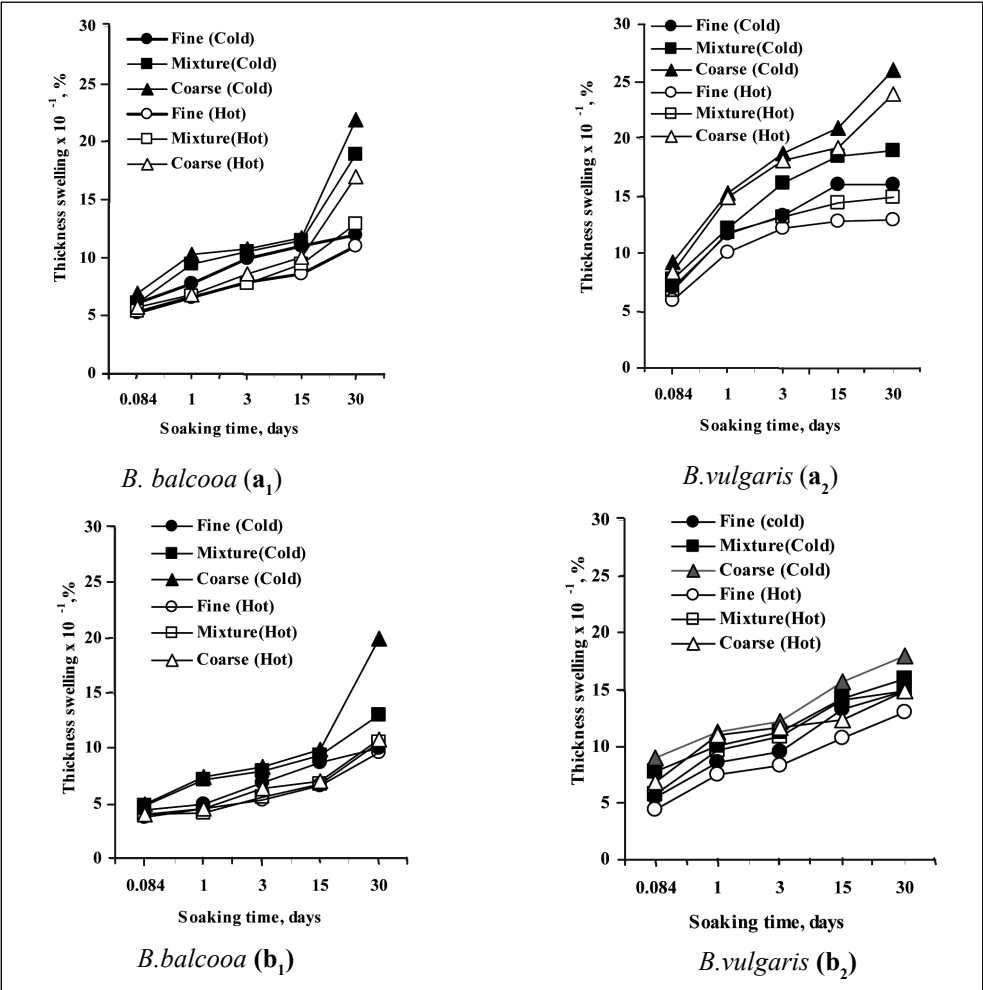 Thickness swelling x 10 ⁻¹, %
30
25
20
15
10
5
0
Fine (Cold)
Mixture(Cold)
Coarse (Cold)
Fine (Hot)
Mixture(Hot)
Coarse (Hot)
0.084 1 3 15 30
Soaking time, days
B. balcooa (a₁)
Thickness swelling x 10 ⁻¹, %
30
25
20
15
10
5
0
Fine (Cold)
Mixture(Cold)
Coarse (Cold)
Fine (Hot)
Mixture(Hot)
Coarse (Hot)
0.084 1 3 15 30
Soaking time, days
B.vulgaris (a₂)
Thickness swelling x 10 ⁻¹, %
30
25
20
15
10
5
0
Fine (Cold)
Mixture(Cold)
Coarse (Cold)
Fine (Hot)
Mixture(Hot)
Coarse (Hot)
0.084 1 3 15 30
Soaking time, days
B.balcooa (b₁)
Thickness swelling x 10 ⁻¹, %
30
25
20
15
10
5
0
Fine (cold)
Mixture(Cold)
Coarse (Cold)
Fine (Hot)
Mixture(Hot)
Coarse (Hot)
0.084 1 3 15 30
Soaking time, days
B.vulgaris (b₂)